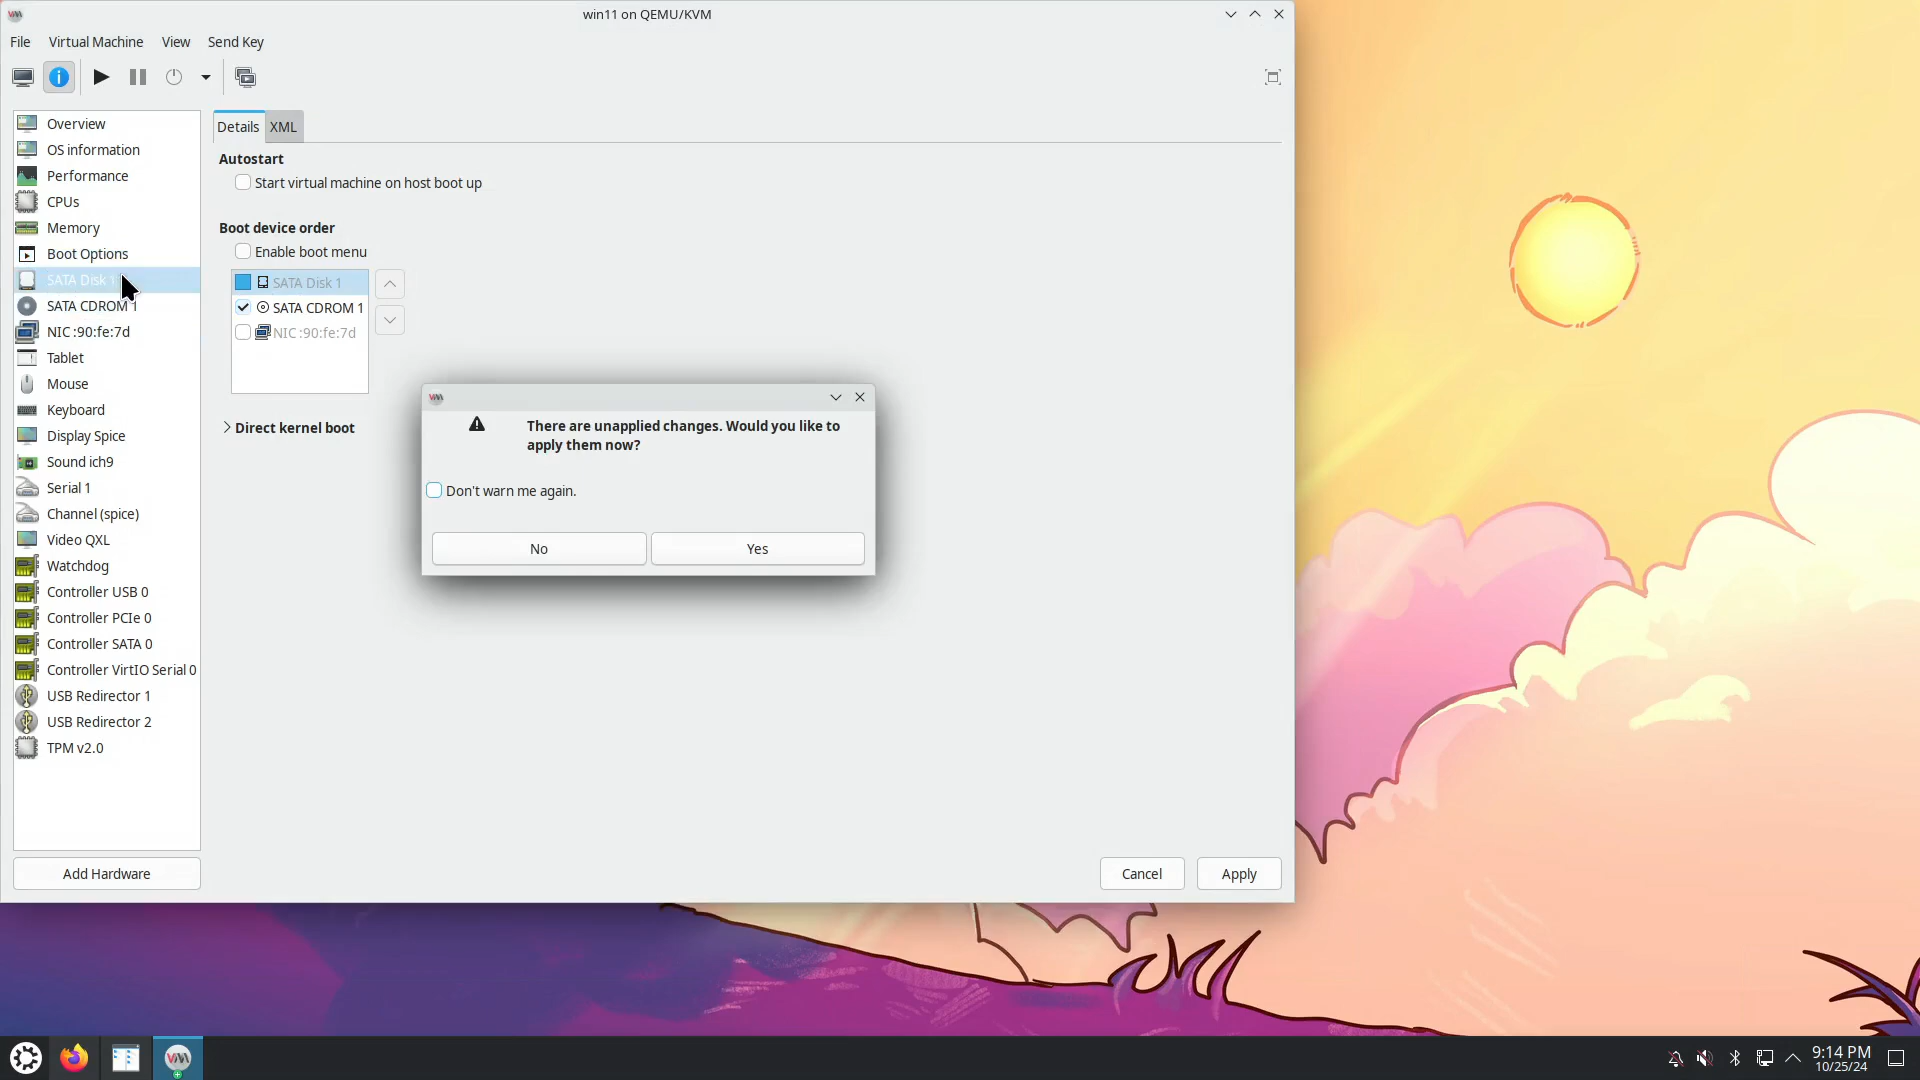 win11 on QEMU/KVM
File Virtual Machine View Send Key
Overview
OS information
Performance
CPUs
Memory
Boot Options
SATA Disk 1
SATA CDROM 1
NIC :90:fe:7d
Tablet
Mouse
Keyboard
Display Spice
Sound ich9
Serial 1
Channel (spice)
Video QXL
Watchdog
Controller USB 0
Controller PCIe 0
Controller SATA 0
Controller VirtIO Serial 0
USB Redirector 1
USB Redirector 2
TPM v2.0
Add Hardware
Details XML
Autostart
Start virtual machine on host boot up
Boot device order
Enable boot menu
SATA Disk 1
SATA CDROM 1
NIC :90:fe:7d
Direct kernel boot
There are unapplied changes. Would you like to
apply them now?
Don't warn me again.
No Yes
Cancel Apply
9:14 PM
10/25/24